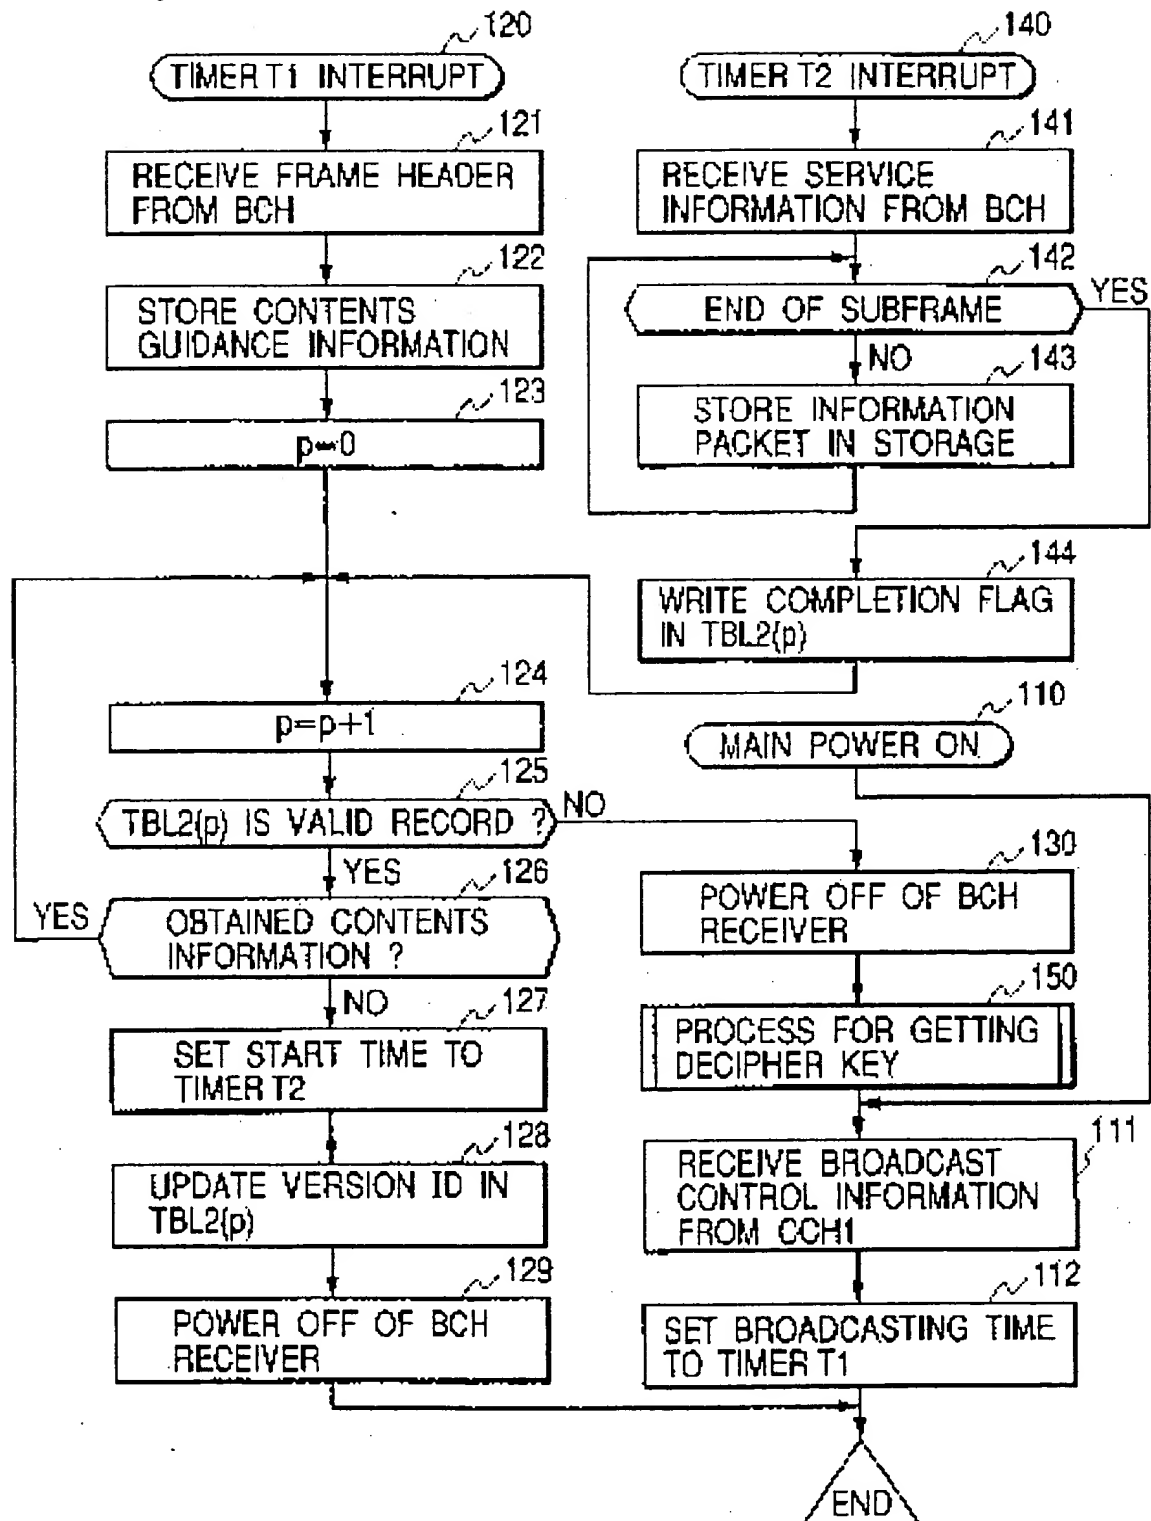 120
TIMER T1 INTERRUPT
121
RECEIVE FRAME HEADER
FROM BCH
122
STORE CONTENTS
GUIDANCE INFORMATION
123
p=0
124
p=p+1
125
TBL2(p) IS VALID RECORD ?
NO
YES
126
YES
OBTAINED CONTENTS
INFORMATION ?
NO
127
SET START TIME TO
TIMER T2
128
UPDATE VERSION ID IN
TBL2(p)
129
POWER OFF OF BCH
RECEIVER
140
TIMER T2 INTERRUPT
141
RECEIVE SERVICE
INFORMATION FROM BCH
142
END OF SUBFRAME
YES
NO
143
STORE INFORMATION
PACKET IN STORAGE
144
WRITE COMPLETION FLAG
IN TBL2(p)
110
MAIN POWER ON
130
POWER OFF OF BCH
RECEIVER
150
PROCESS FOR GETTING
DECIPHER KEY
111
RECEIVE BROADCAST
CONTROL INFORMATION
FROM CCH1
112
SET BROADCASTING TIME
TO TIMER T1
END